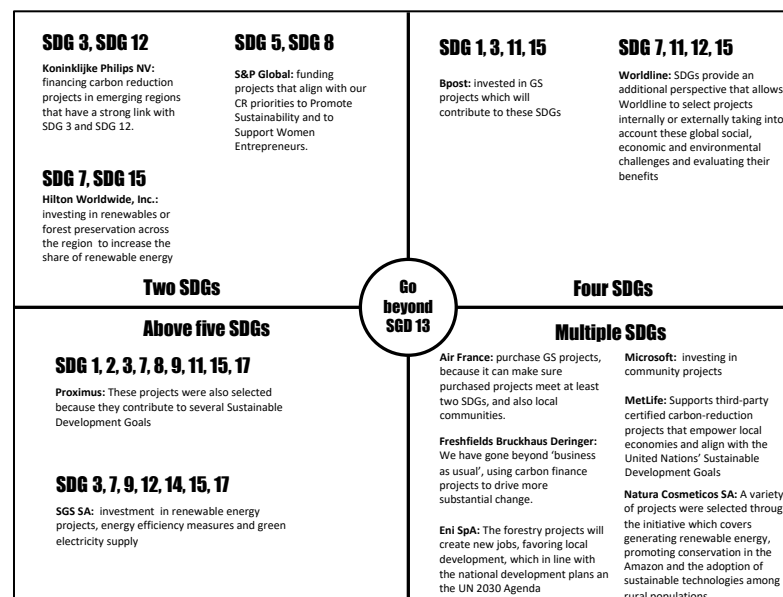 SDG 3, SDG 12
Koninklijke Philips NV:
financing carbon reduction
projects in emerging regions
that have a strong link with
SDG 3 and SDG 12.
SDG 5, SDG 8
S&P Global: funding
projects that align with our
CR priorities to Promote
Sustainability and to
Support Women
Entrepreneurs.
SDG 7, SDG 15
Hilton Worldwide, Inc.:
investing in renewables or
forest preservation across
the region to increase the
share of renewable energy
Two SDGs
SDG 1, 3, 11, 15
Bpost: invested in GS
projects which will
contribute to these SDGs
SDG 7, 11, 12, 15
Worldline: SDGs provide an
additional perspective that allows
Worldline to select projects
internally or externally taking into
account these global social,
economic and environmental
challenges and evaluating their
benefits
Four SDGs
Go
beyond
SGD 13
Above five SDGs
SDG 1, 2, 3, 7, 8, 9, 11, 15, 17
Proximus: These projects were also selected
because they contribute to several Sustainable
Development Goals
SDG 3, 7, 9, 12, 14, 15, 17
SGS SA: investment in renewable energy
projects, energy efficiency measures and green
electricity supply
Multiple SDGs
Air France: purchase GS projects,
because it can make sure
purchased projects meet at least
two SDGs, and also local
communities.
Freshfields Bruckhaus Deringer:
We have gone beyond 'business
as usual', using carbon finance
projects to drive more
substantial change.
Eni SpA: The forestry projects will
create new jobs, favoring local
development, which in line with
the national development plans an
the UN 2030 Agenda
Microsoft: investing in
community projects
MetLife: Supports third-party
certified carbon-reduction
projects that empower local
economies and align with the
United Nations' Sustainable
Development Goals
Natura Cosmeticos SA: A variety
of projects were selected throug
the initiative which covers
generating renewable energy,
promoting conservation in the
Amazon and the adoption of
sustainable technologies among
rural populations